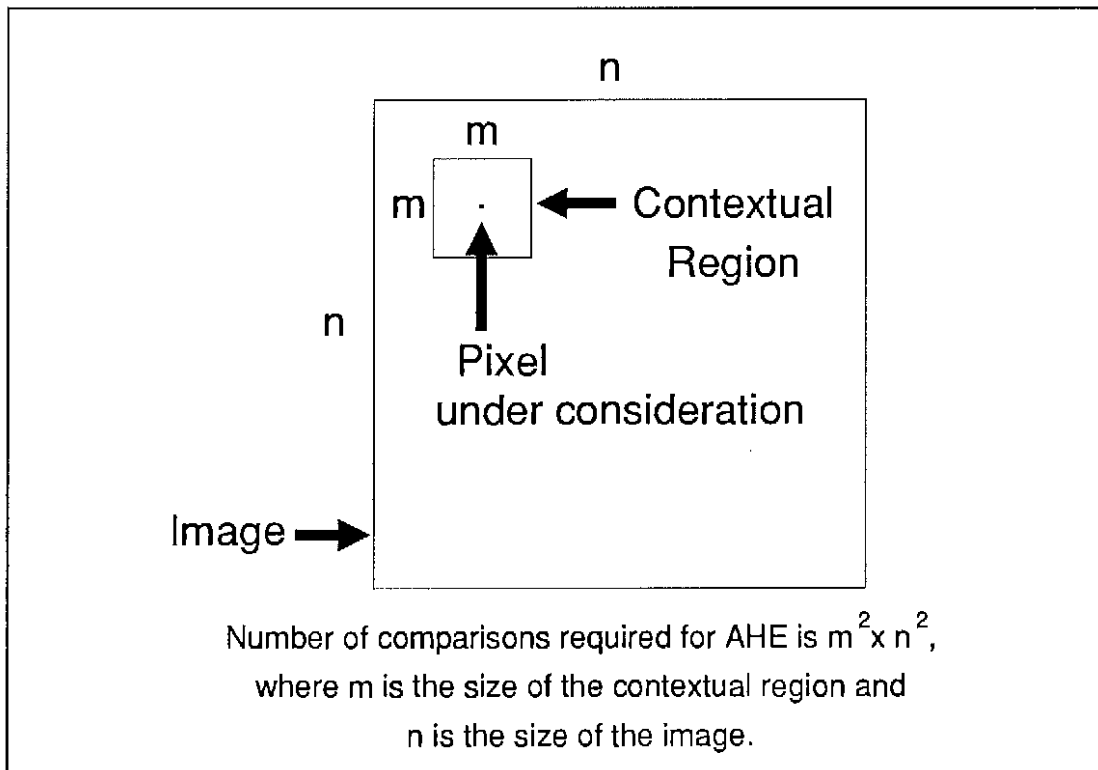 n
m
m
Contextual
Region
n
Pixel
under consideration
Image
Number of comparisons required for AHE is m² x n²,
where m is the size of the contextual region and
n is the size of the image.